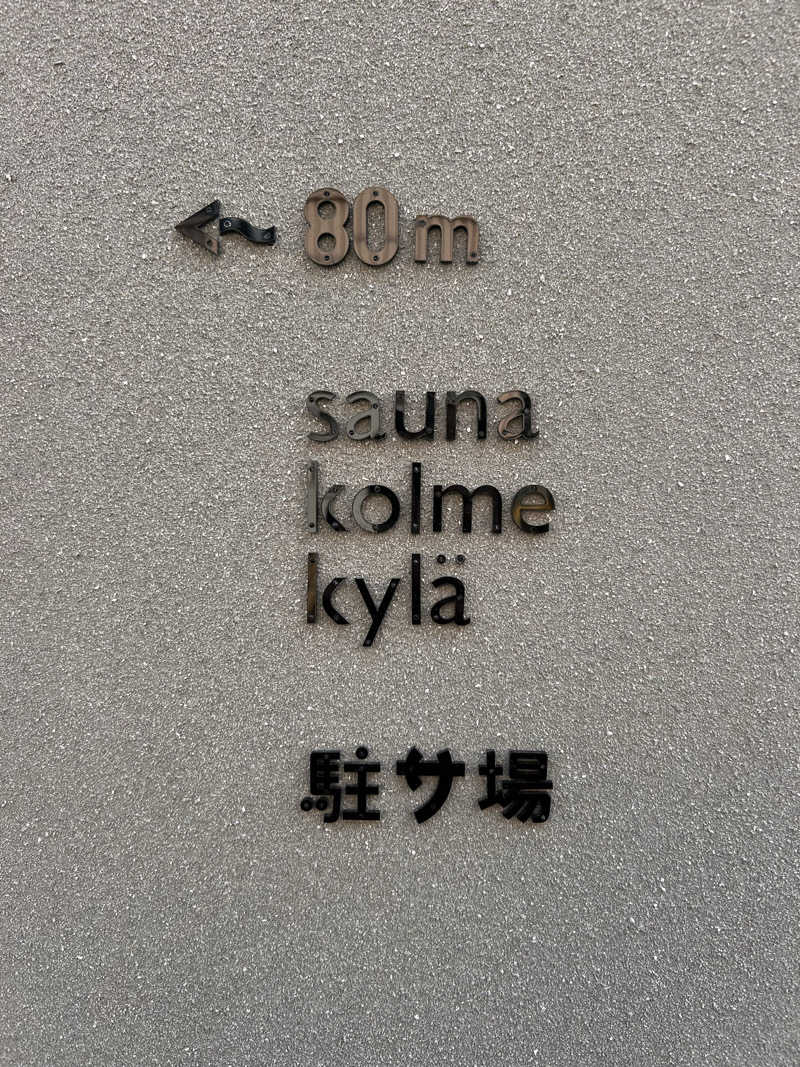 ← 80m
sauna
kolme
kylä
駐サ場